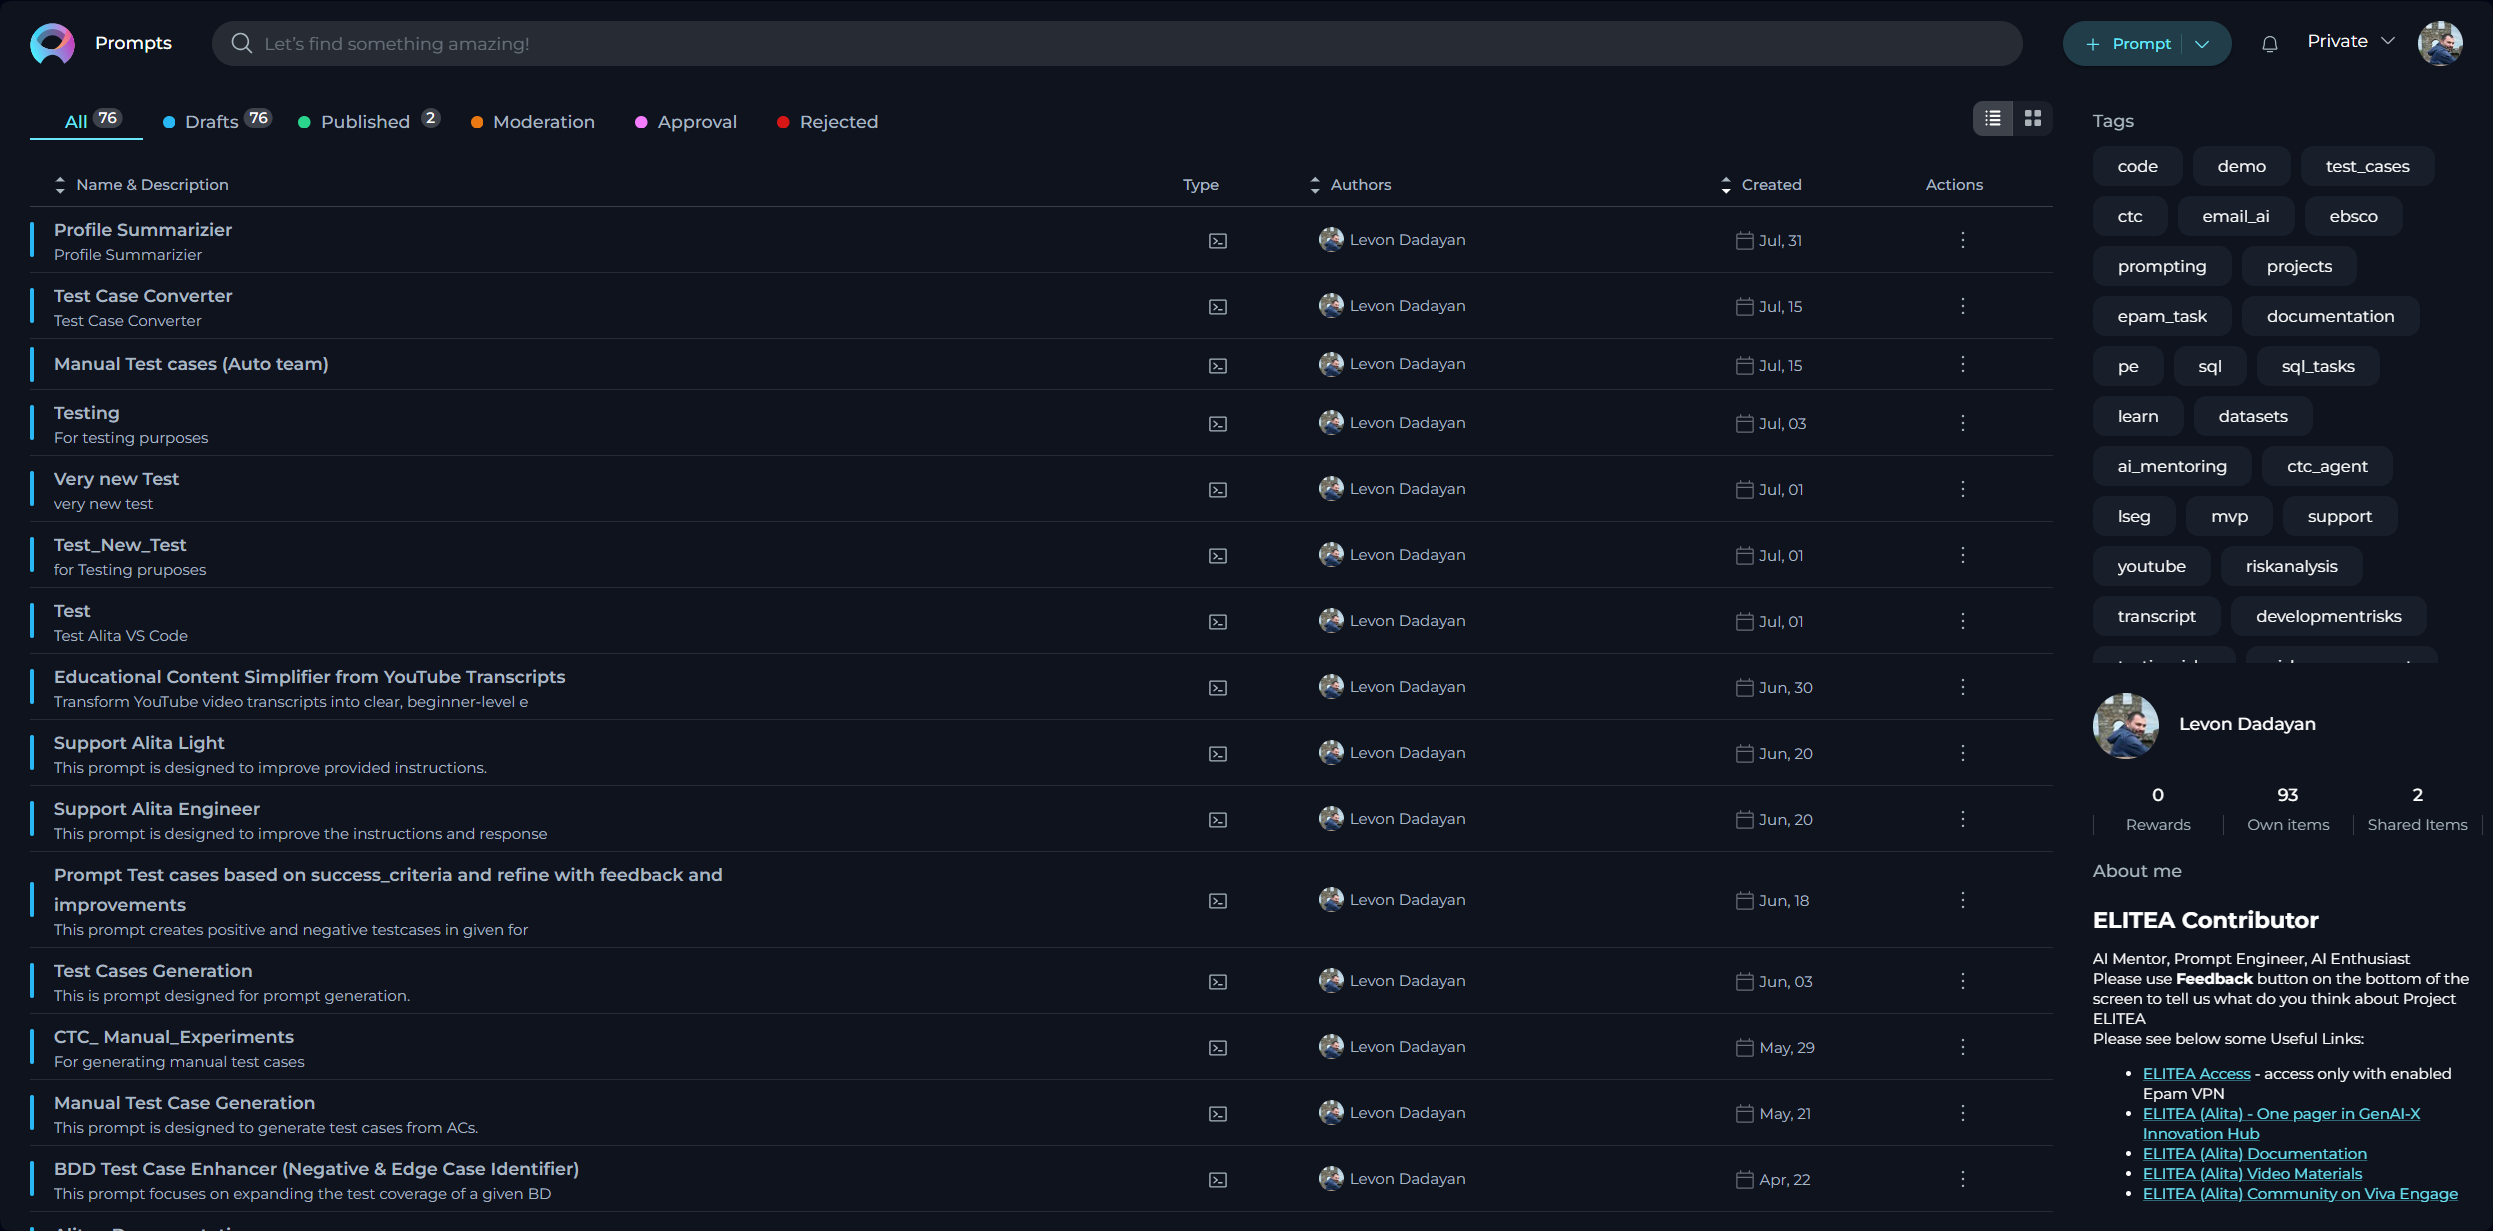 Prompts
Let's find something amazing!
+ Prompt
Private
All 76
Drafts 76
Published 2
Moderation
Approval
Rejected
Name & Description
Type
Authors
Created
Actions
Profile Summarizier
Profile Summarizier
Levon Dadayan
Jul, 31
Test Case Converter
Test Case Converter
Levon Dadayan
Jul, 15
Manual Test cases (Auto team)
Levon Dadayan
Jul, 15
Testing
For testing purposes
Levon Dadayan
Jul, 03
Very new Test
very new test
Levon Dadayan
Jul, 01
Test_New_Test
for Testing pruposes
Levon Dadayan
Jul, 01
Test
Test Alita VS Code
Levon Dadayan
Jul, 01
Educational Content Simplifier from YouTube Transcripts
Transform YouTube video transcripts into clear, beginner-level e
Levon Dadayan
Jun, 30
Support Alita Light
This prompt is designed to improve provided instructions.
Levon Dadayan
Jun, 20
Support Alita Engineer
This prompt is designed to improve the instructions and response
Levon Dadayan
Jun, 20
Prompt Test cases based on success_criteria and refine with feedback and
improvements
This prompt creates positive and negative testcases in given for
Levon Dadayan
Jun, 18
Test Cases Generation
This is prompt designed for prompt generation.
Levon Dadayan
Jun, 03
CTC_ Manual_Experiments
For generating manual test cases
Levon Dadayan
May, 29
Manual Test Case Generation
This prompt is designed to generate test cases from ACs.
Levon Dadayan
May, 21
BDD Test Case Enhancer (Negative & Edge Case Identifier)
This prompt focuses on expanding the test coverage of a given BD
Levon Dadayan
Apr, 22
Tags
code demo test_cases
ctc email_ai ebsco
prompting projects
epam_task documentation
pe sql sql_tasks
learn datasets
ai_mentoring ctc_agent
lseg mvp support
youtube riskanalysis
transcript developmentrisks
Levon Dadayan
0 93 2
Rewards Own items Shared Items
About me
ELITEA Contributor
AI Mentor, Prompt Engineer, AI Enthusiast
Please use Feedback button on the bottom of the
screen to tell us what do you think about Project
ELITEA
Please see below some Useful Links:
• ELITEA Access - access only with enabled
Epam VPN
• ELITEA (Alita) - One pager in GenAI-X
Innovation Hub
• ELITEA (Alita) Documentation
• ELITEA (Alita) Video Materials
• ELITEA (Alita) Community on Viva Engage